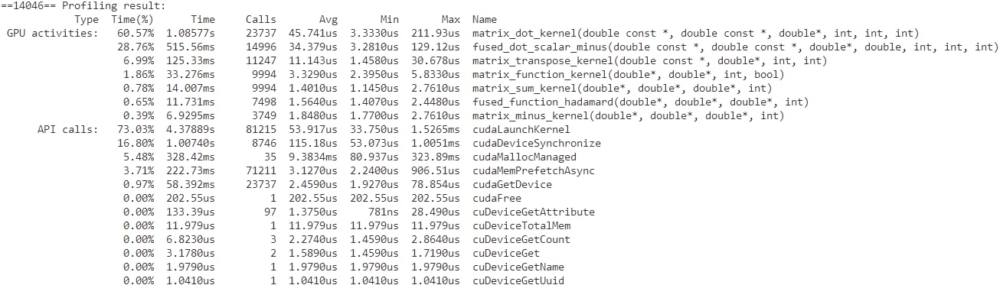 ==14046== Profiling result:
Type Time(%) Time Calls Avg Min Max Name
GPU activities: 60.57% 1.08577s 23737 45.741us 3.3330us 211.93us matrix_dot_kernel(double const *, double const *, double*, int, int, int)
28.76% 515.56ms 14996 34.379us 3.2810us 129.12us fused_dot_scalar_minus(double const *, double const *, double*, double, int, int, int)
6.99% 125.33ms 11247 11.143us 1.4580us 30.678us matrix_transpose_kernel(double const *, double*, int, int)
1.86% 33.276ms 9994 3.3290us 2.3950us 5.8330us matrix_function_kernel(double*, double*, int, bool)
0.78% 14.007ms 9994 1.4010us 1.1450us 2.7610us matrix_sum_kernel(double*, double*, double*, int)
0.65% 11.731ms 7498 1.5640us 1.4070us 2.4480us fused_function_hadamard(double*, double*, double*, int)
0.39% 6.9295ms 3749 1.8480us 1.7700us 2.7610us matrix_minus_kernel(double*, double*, double*, int)
API calls: 73.03% 4.37889s 81215 53.917us 33.750us 1.5265ms cudaLaunchKernel
16.80% 1.00740s 8746 115.18us 53.073us 1.0051ms cudaDeviceSynchronize
5.48% 328.42ms 35 9.3834ms 80.937us 323.89ms cudaMallocManaged
3.71% 222.73ms 71211 3.1270us 2.2400us 906.51us cudaMemPrefetchAsync
0.97% 58.392ms 23737 2.4590us 1.9270us 78.854us cudaGetDevice
0.00% 202.55us 1 202.55us 202.55us 202.55us cudaFree
0.00% 133.39us 97 1.3750us 781ns 28.490us cuDeviceGetAttribute
0.00% 11.979us 1 11.979us 11.979us 11.979us cuDeviceTotalMem
0.00% 6.8230us 3 2.2740us 1.4590us 2.8640us cuDeviceGetCount
0.00% 3.1780us 2 1.5890us 1.4590us 1.7190us cuDeviceGet
0.00% 1.9790us 1 1.9790us 1.9790us 1.9790us cuDeviceGetName
0.00% 1.0410us 1 1.0410us 1.0410us 1.0410us cuDeviceGetUuid